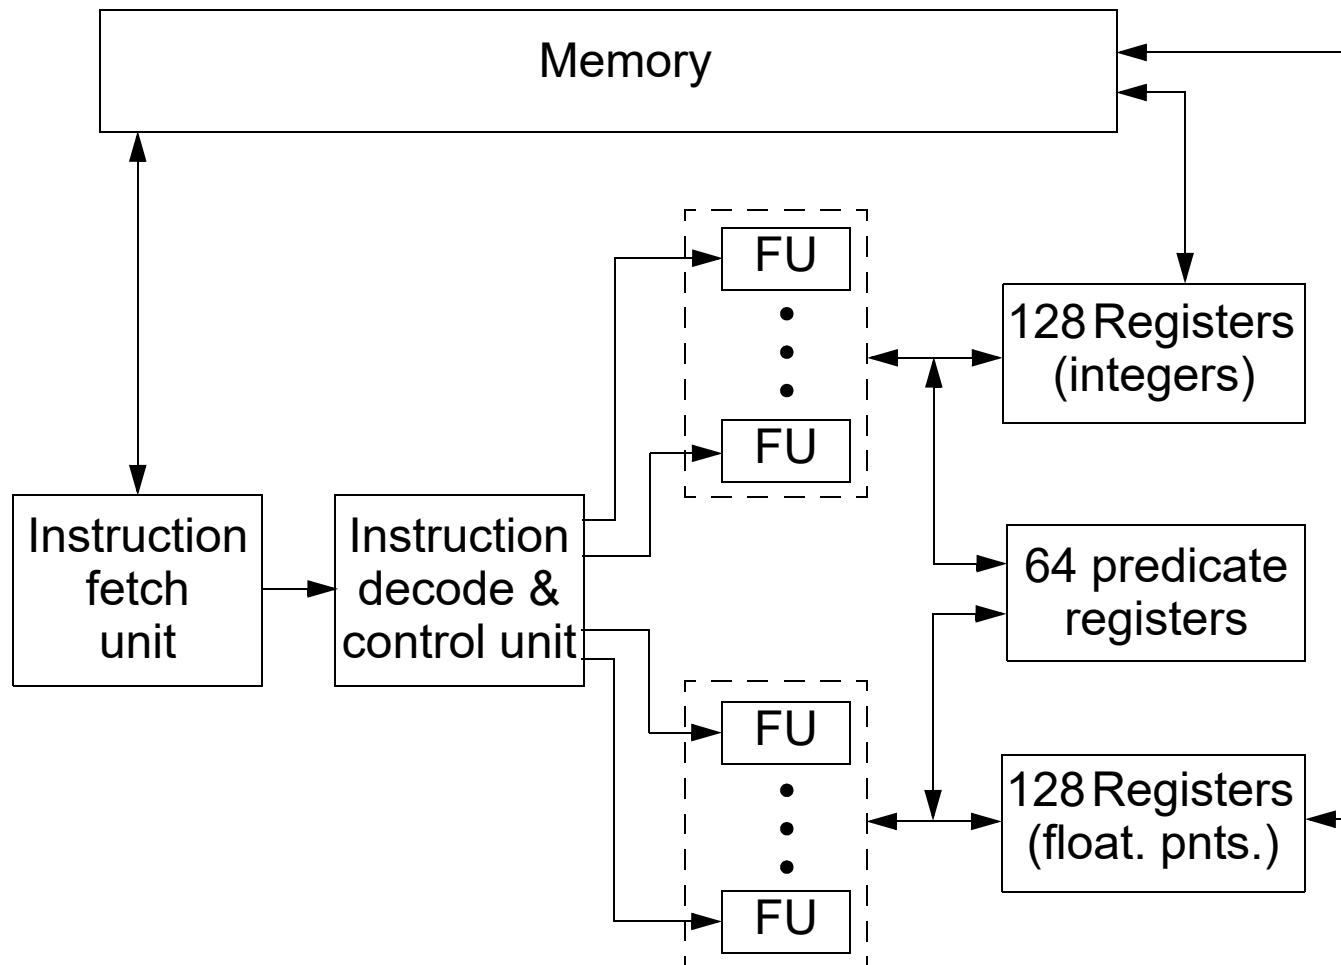 Memory
FU
128 Registers
(integers)
FU
Instruction
fetch
unit
Instruction
decode &
control unit
64 predicate
registers
FU
128 Registers
(float. pnts.)
FU